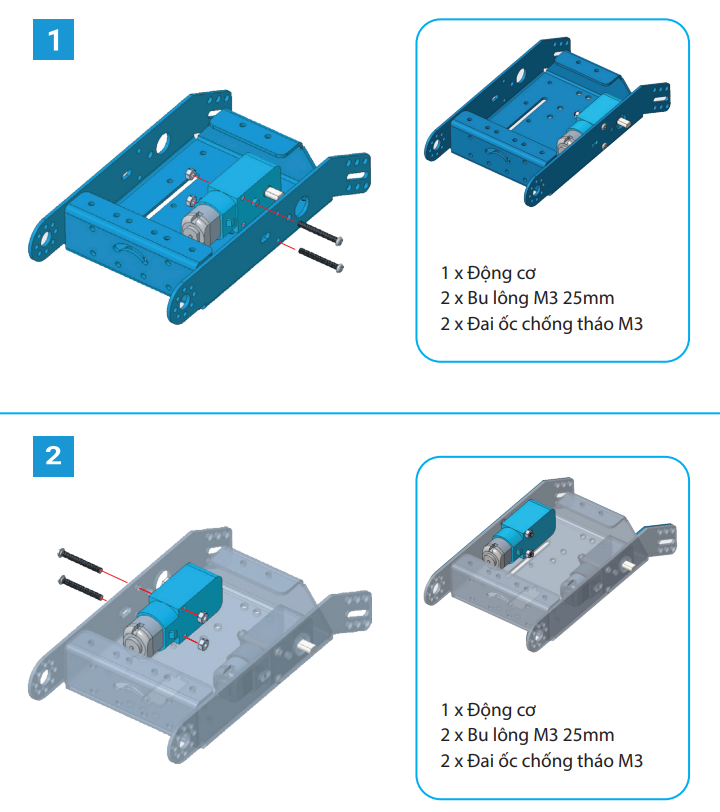 1
1 x Động cơ
2 x Bu lông M3 25mm
2 x Đai ốc chống tháo M3
2
1 x Động cơ
2 x Bu lông M3 25mm
2 x Đai ốc chống tháo M3